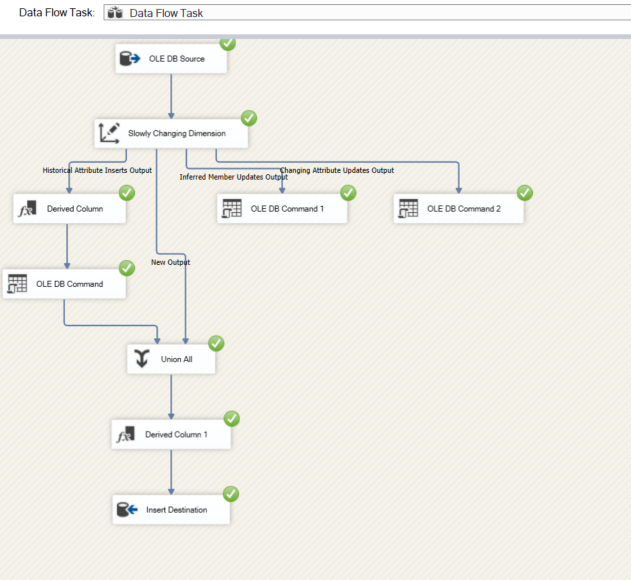 Data Flow Task: Data Flow Task
OLE DB Source
Slowly Changing Dimension
Historical Attribute Inserts Output
Inferred Member Updates Output
Changing Attribute Updates Output
Derived Column
OLE DB Command 1
OLE DB Command 2
New Output
OLE DB Command
Union All
fx Derived Column 1
Insert Destination